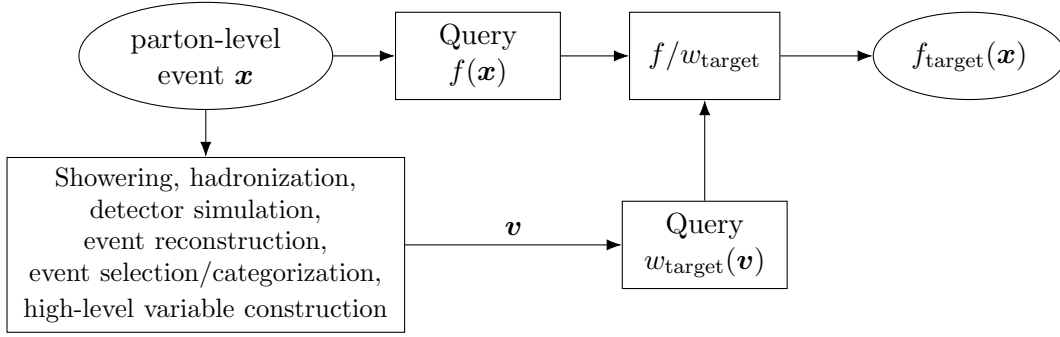 parton-level
event x
Query
f(x)
f/w_target
f_target(x)
Showering, hadronization,
detector simulation,
event reconstruction,
event selection/categorization,
high-level variable construction
v
Query
w_target(v)